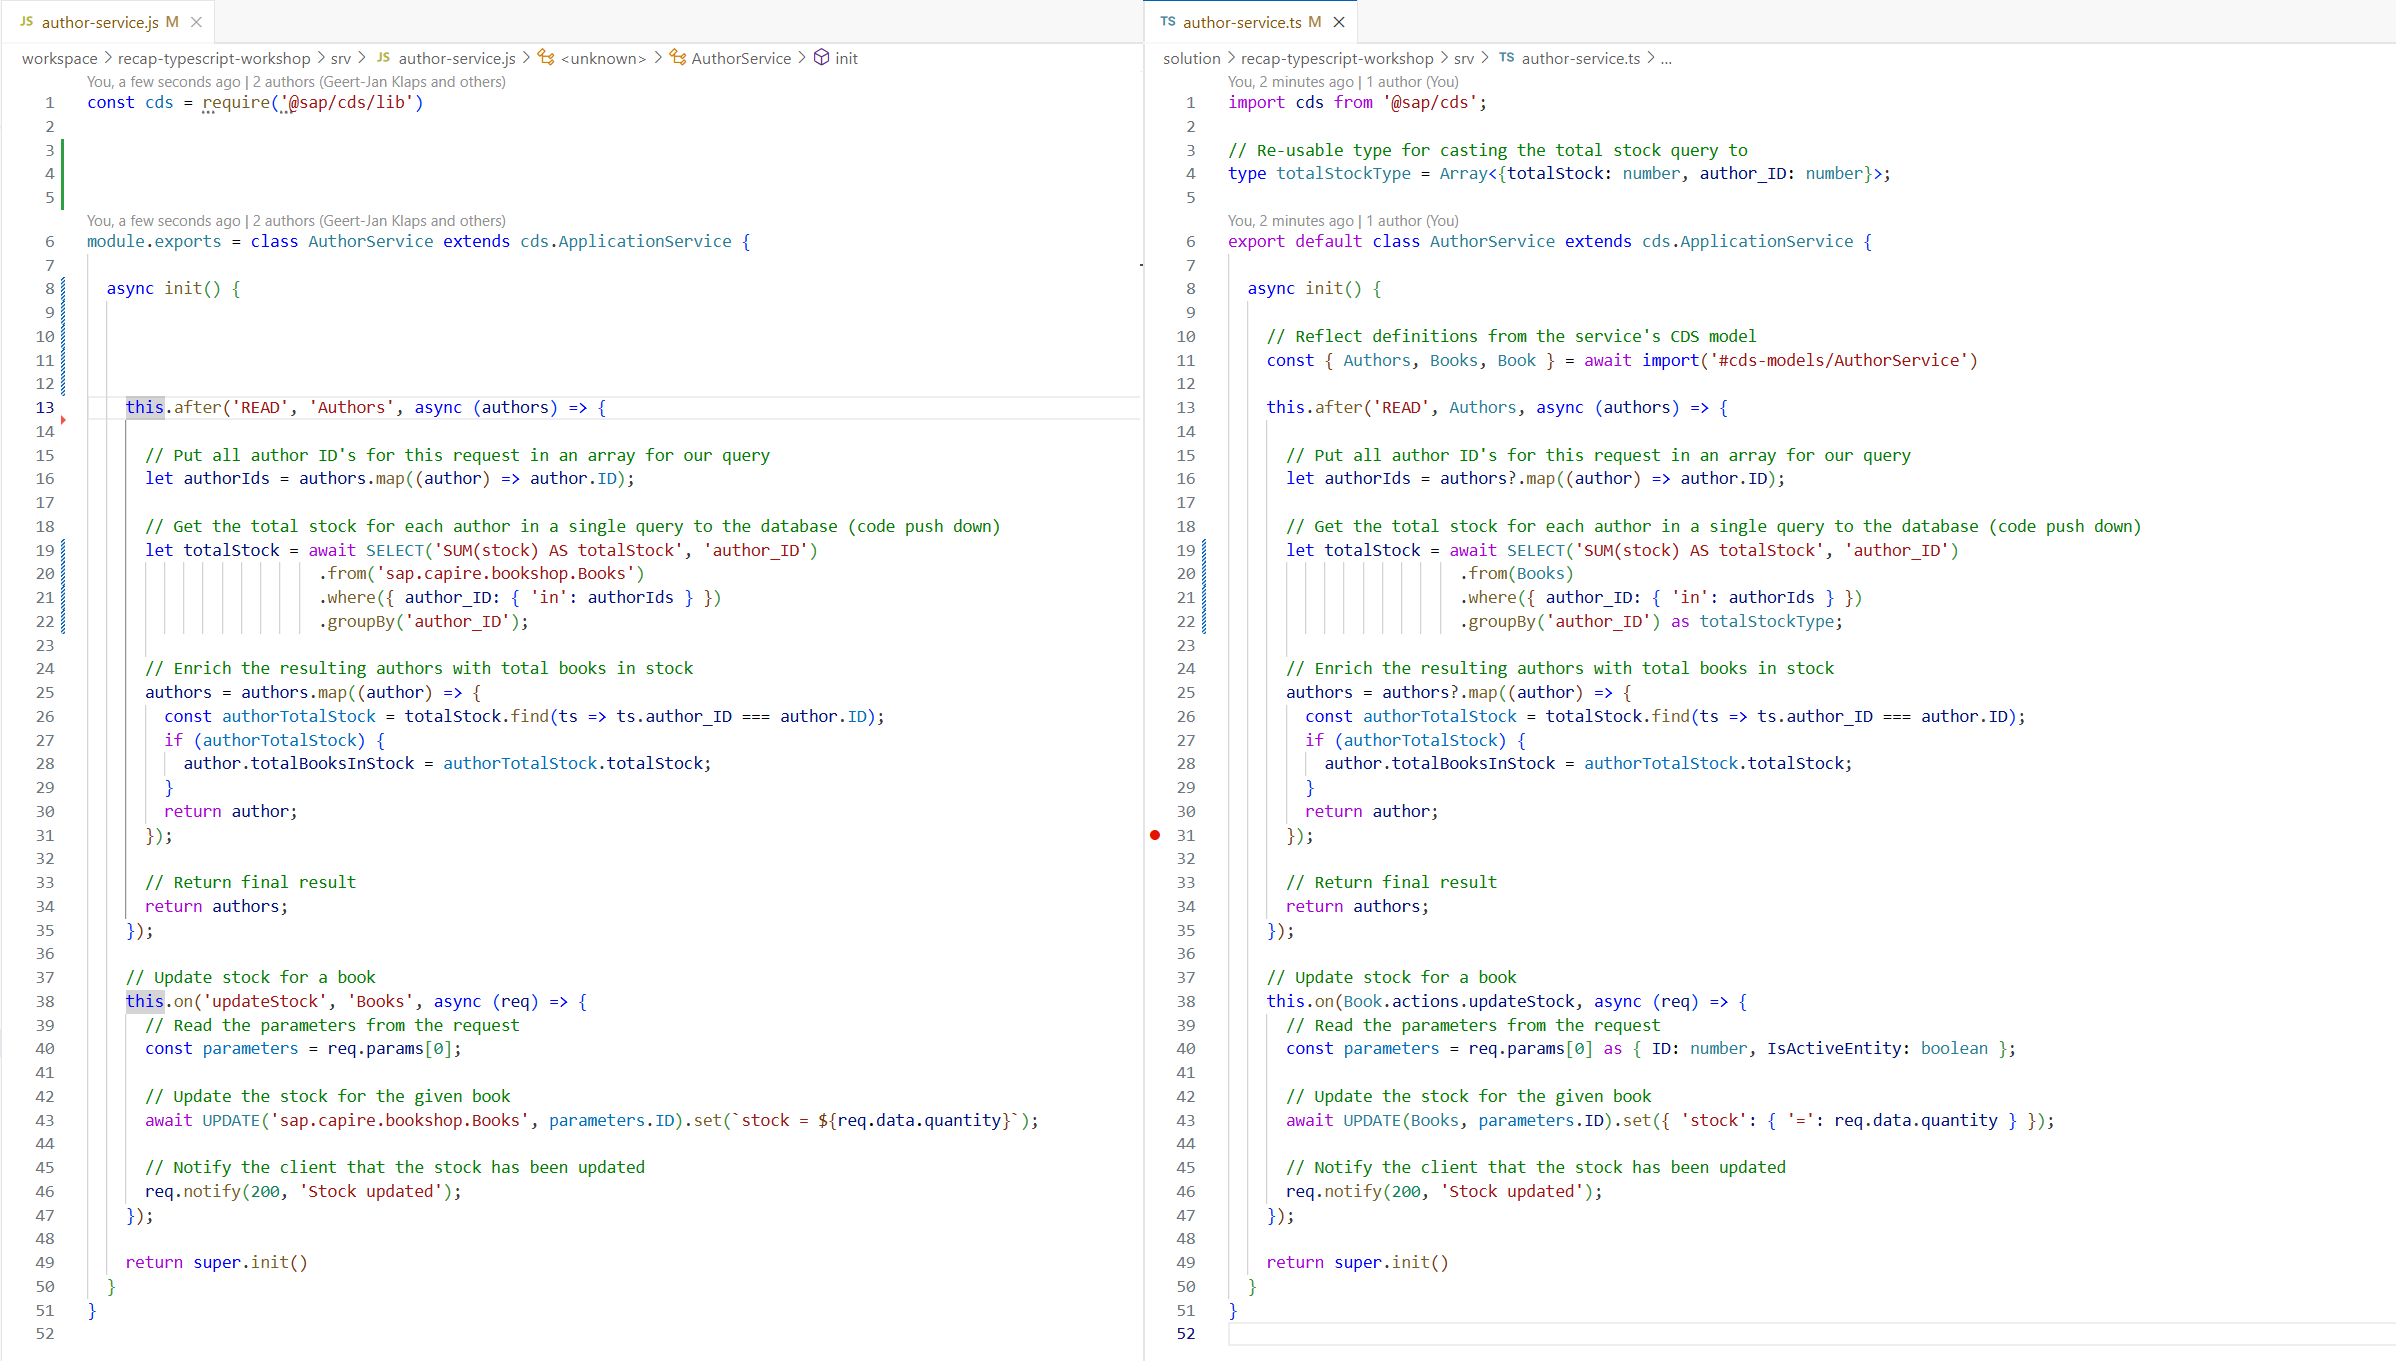 JS author-service.js M ×
workspace > recap-typescript-workshop > srv > JS author-service.js > <unknown> > AuthorService > init
You, a few seconds ago | 2 authors (Geert-Jan Klaps and others)
1 const cds = require('@sap/cds/lib')
2
3
4
5
You, a few seconds ago | 2 authors (Geert-Jan Klaps and others)
6 module.exports = class AuthorService extends cds.ApplicationService {
7
8 async init() {
9
10
11
12
13 this.after('READ', 'Authors', async (authors) => {
14
15 // Put all author ID's for this request in an array for our query
16 let authorIds = authors.map((author) => author.ID);
17
18 // Get the total stock for each author in a single query to the database (code push down)
19 let totalStock = await SELECT('SUM(stock) AS totalStock', 'author_ID')
20 .from('sap.capire.bookshop.Books')
21 .where({ author_ID: { 'in': authorIds } })
22 .groupBy('author_ID');
23
24 // Enrich the resulting authors with total books in stock
25 authors = authors.map((author) => {
26 const authorTotalStock = totalStock.find(ts => ts.author_ID === author.ID);
27 if (authorTotalStock) {
28 author.totalBooksInStock = authorTotalStock.totalStock;
29 }
30 return author;
31 });
32
33 // Return final result
34 return authors;
35 });
36
37 // Update stock for a book
38 this.on('updateStock', 'Books', async (req) => {
39 // Read the parameters from the request
40 const parameters = req.params[0];
41
42 // Update the stock for the given book
43 await UPDATE('sap.capire.bookshop.Books', parameters.ID).set(`stock = ${req.data.quantity}`);
44
45 // Notify the client that the stock has been updated
46 req.notify(200, 'Stock updated');
47 });
48
49 return super.init()
50 }
51 }
52
TS author-service.ts M ×
solution > recap-typescript-workshop > srv > TS author-service.ts > ...
You, 2 minutes ago | 1 author (You)
1 import cds from '@sap/cds';
2
3 // Re-usable type for casting the total stock query to
4 type totalStockType = Array<{totalStock: number, author_ID: number}>;
5
You, 2 minutes ago | 1 author (You)
6 export default class AuthorService extends cds.ApplicationService {
7
8 async init() {
9
10 // Reflect definitions from the service's CDS model
11 const { Authors, Books, Book } = await import('#cds-models/AuthorService')
12
13 this.after('READ', Authors, async (authors) => {
14
15 // Put all author ID's for this request in an array for our query
16 let authorIds = authors?.map((author) => author.ID);
17
18 // Get the total stock for each author in a single query to the database (code push down)
19 let totalStock = await SELECT('SUM(stock) AS totalStock', 'author_ID')
20 .from(Books)
21 .where({ author_ID: { 'in': authorIds } })
22 .groupBy('author_ID') as totalStockType;
23
24 // Enrich the resulting authors with total books in stock
25 authors = authors?.map((author) => {
26 const authorTotalStock = totalStock.find(ts => ts.author_ID === author.ID);
27 if (authorTotalStock) {
28 author.totalBooksInStock = authorTotalStock.totalStock;
29 }
30 return author;
31 });
32
33 // Return final result
34 return authors;
35 });
36
37 // Update stock for a book
38 this.on(Book.actions.updateStock, async (req) => {
39 // Read the parameters from the request
40 const parameters = req.params[0] as { ID: number, IsActiveEntity: boolean };
41
42 // Update the stock for the given book
43 await UPDATE(Books, parameters.ID).set({ 'stock': { '=': req.data.quantity } });
44
45 // Notify the client that the stock has been updated
46 req.notify(200, 'Stock updated');
47 });
48
49 return super.init()
50 }
51 }
52